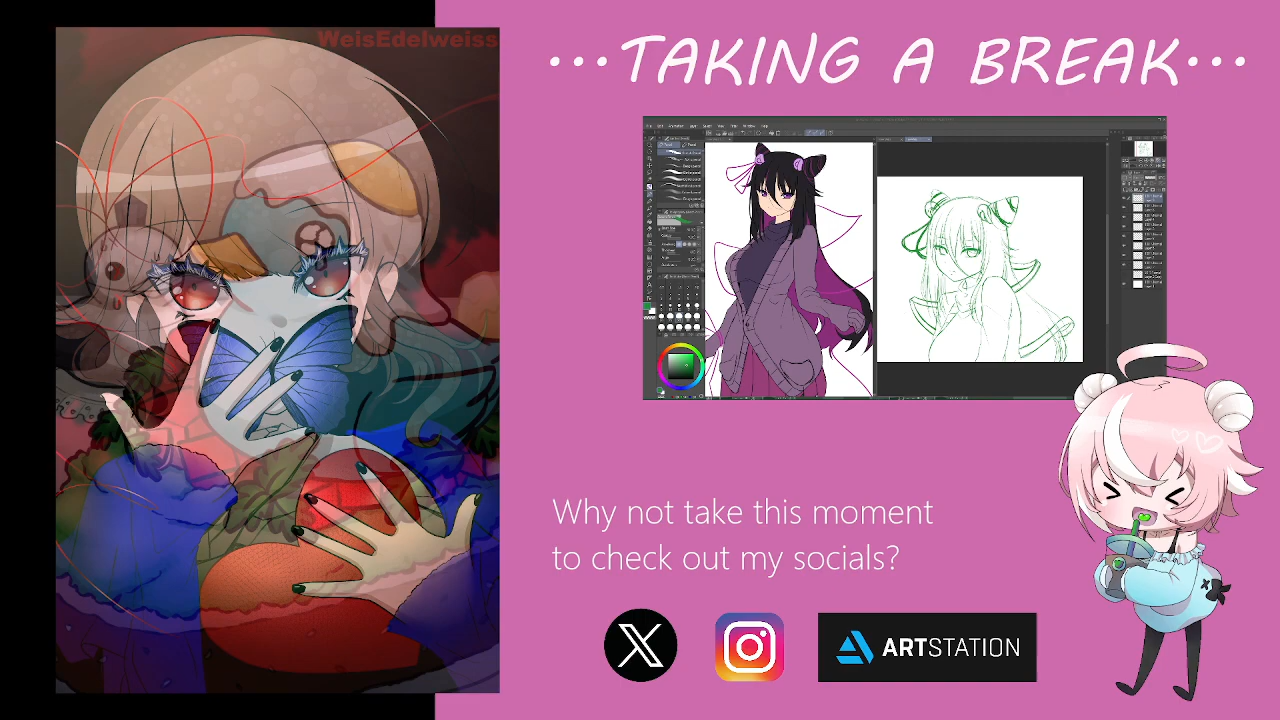 WeisEdelweiss
...TAKING A BREAK...
Why not take this moment
to check out my socials?
ARTSTATION